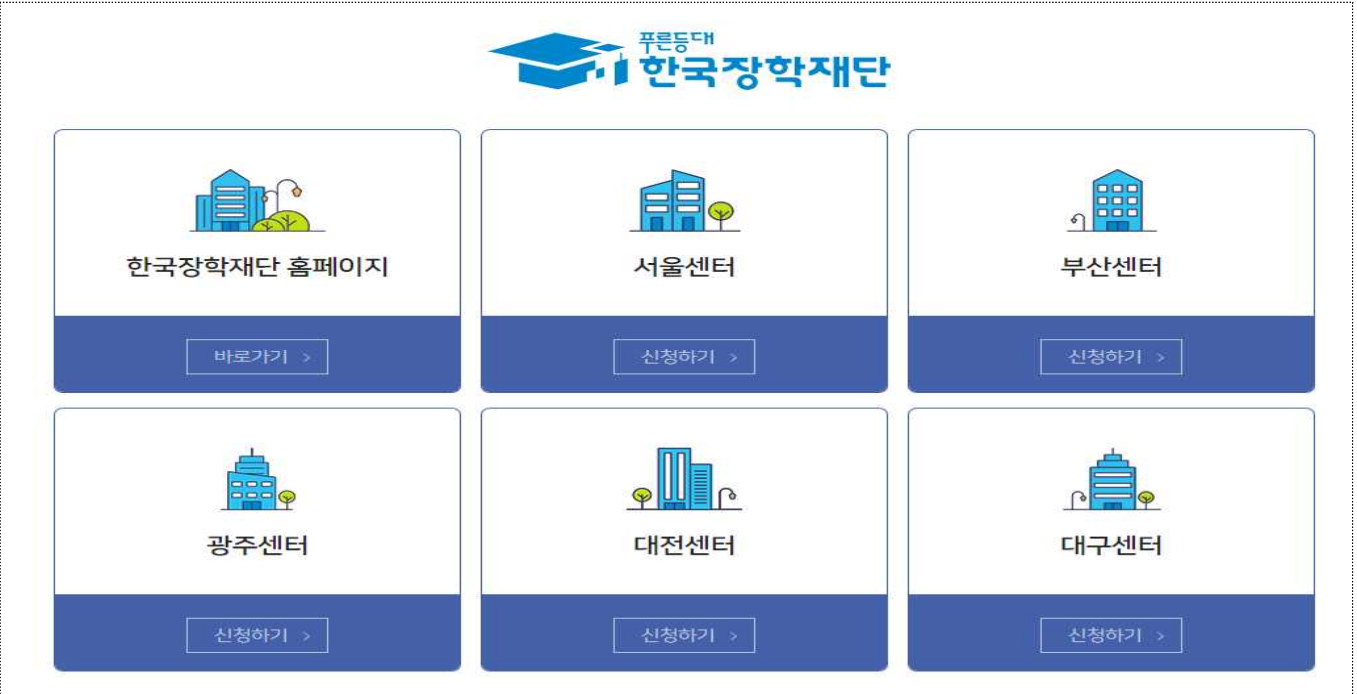 푸른등대
한국장학재단
한국장학재단 홈페이지
서울센터
부산센터
바로가기 >
신청하기 >
신청하기 >
광주센터
대전센터
대구센터
신청하기 >
신청하기 >
신청하기 >